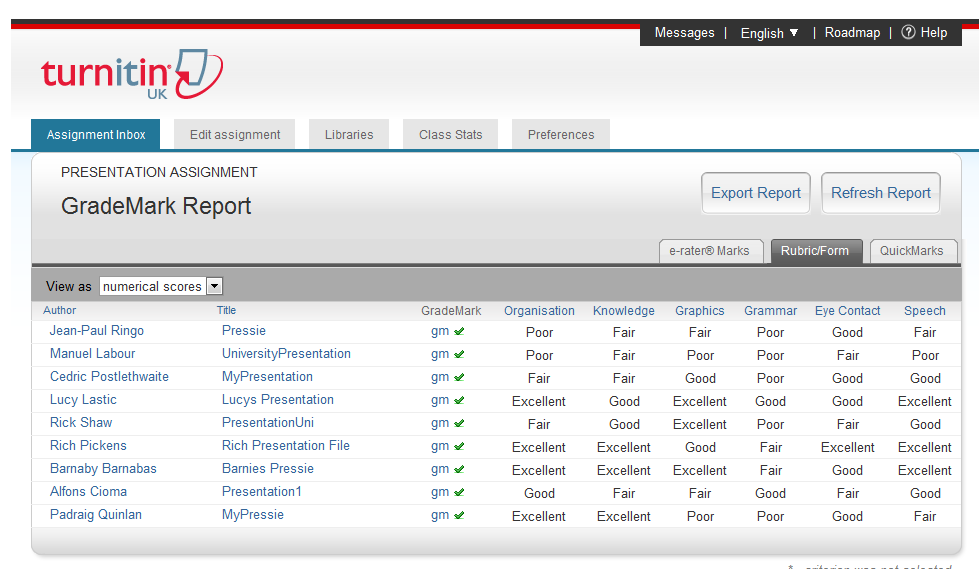 Messages | English ▼ | Roadmap | ? Help
turnitin
UK
Assignment Inbox Edit assignment Libraries Class Stats Preferences
PRESENTATION ASSIGNMENT
GradeMark Report
Export Report Refresh Report
e-rater® Marks Rubric/Form QuickMarks
View as numerical scores
Author Title GradeMark Organisation Knowledge Graphics Grammar Eye Contact Speech
Jean-Paul Ringo Pressie gm Poor Fair Fair Poor Good Fair
Manuel Labour UniversityPresentation gm Poor Fair Poor Poor Fair Poor
Cedric Postlethwaite MyPresentation gm Fair Fair Good Poor Good Good
Lucy Lastic Lucys Presentation gm Excellent Good Excellent Good Good Excellent
Rick Shaw PresentationUni gm Fair Good Excellent Poor Fair Good
Rich Pickens Rich Presentation File gm Excellent Excellent Good Fair Excellent Excellent
Barnaby Barnabas Barnies Pressie gm Excellent Excellent Excellent Fair Good Excellent
Alfons Cioma Presentation1 gm Good Fair Fair Good Fair Good
Padraig Quinlan MyPressie gm Excellent Excellent Poor Poor Good Fair
* - criterion was not selected